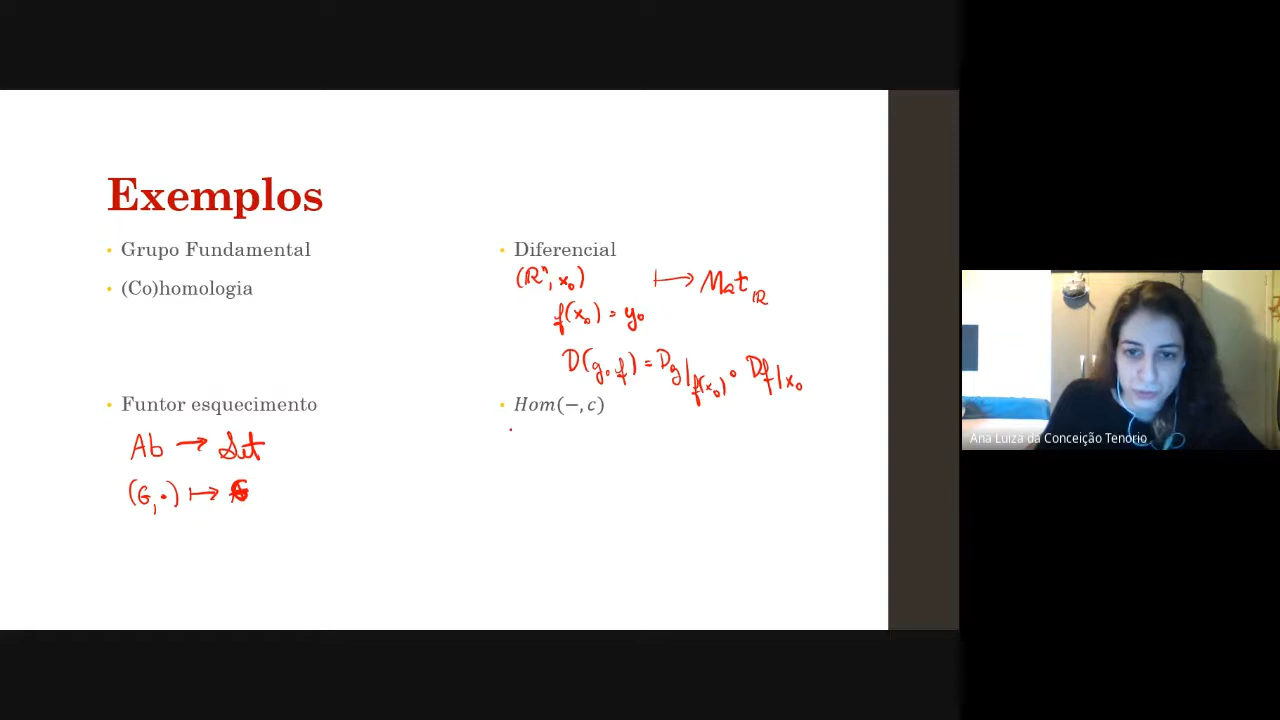 Exemplos
• Grupo Fundamental
• (Co)homologia
• Funtor esquecimento
Ab → Set
(G, •) ↦ G
• Diferencial
(ℝⁿ, x₀) ↦ Mat_ℝ
f(x₀) = y₀
D(g∘f) = Dg|f(x₀) ∘ Df|x₀
• Hom(−, c)
Ana Luiza da Conceição Tenório